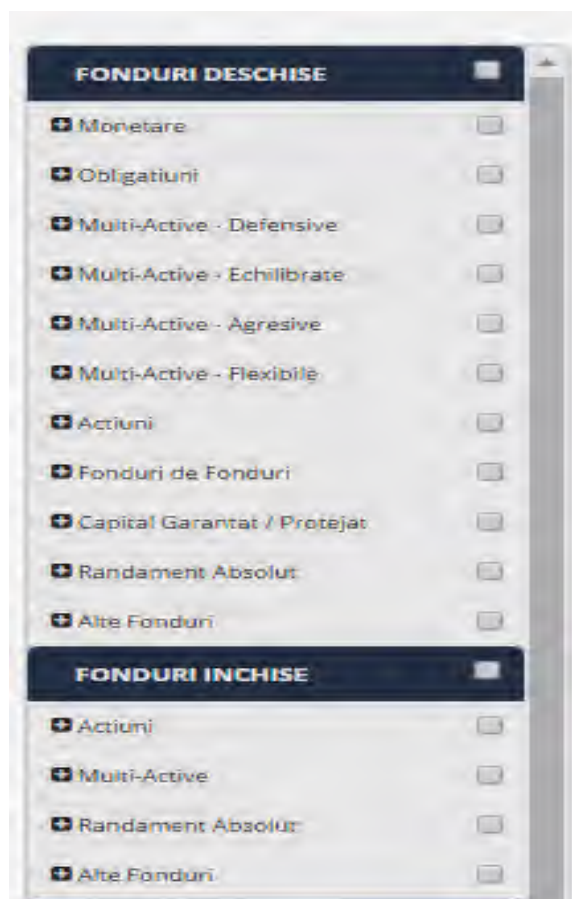 FONDURI DESCHISE
Monetare
Obligatiuni
Multi-Active - Defensive
Multi-Active - Echilibrate
Multi-Active - Agresive
Multi-Active - Flexibile
Actiuni
Fonduri de Fonduri
Capital Garantat / Protejat
Randament Absolut
Alte Fonduri
FONDURI INCHISE
Actiuni
Multi-Active
Randament Absolut
Alte Fonduri